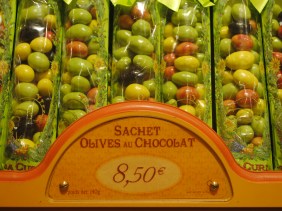 SACHET
OLIVES AU CHOCOLAT
8,50€